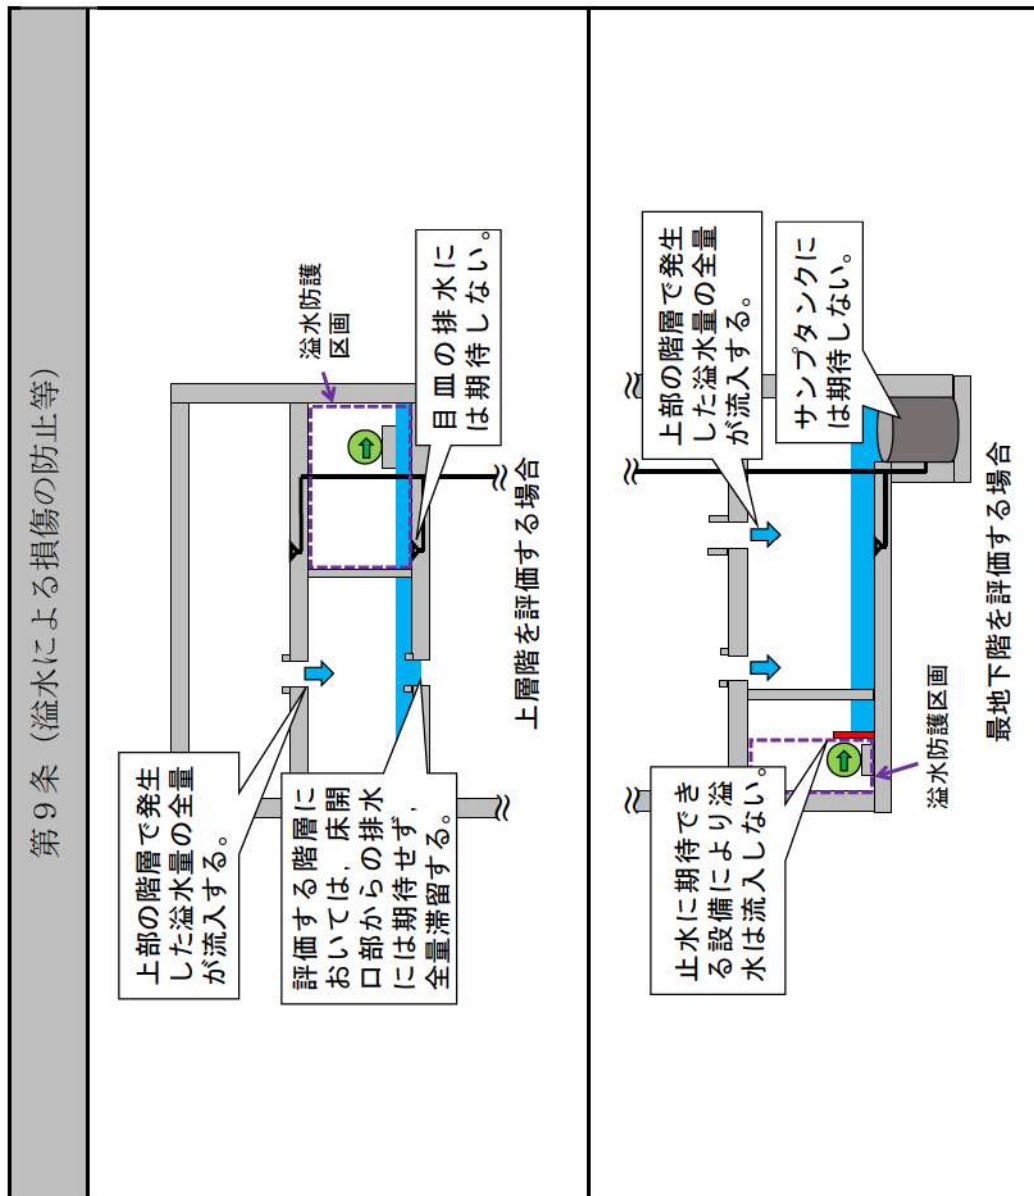 第9条（溢水による損傷の防止等）
上部の階層で発生
した溢水量の全量
が流入する。
評価する階層に
おいては，床開
口部からの排水
には期待せず，
全量滞留する。
溢水防護
区画
目皿の排水に
は期待しない。
上層階を評価する場合
止水に期待でき
る設備により溢
水は流入しない。
溢水防護区画
上部の階層で発生
した溢水量の全量
が流入する。
サンプタンクに
は期待しない。
最地下階を評価する場合